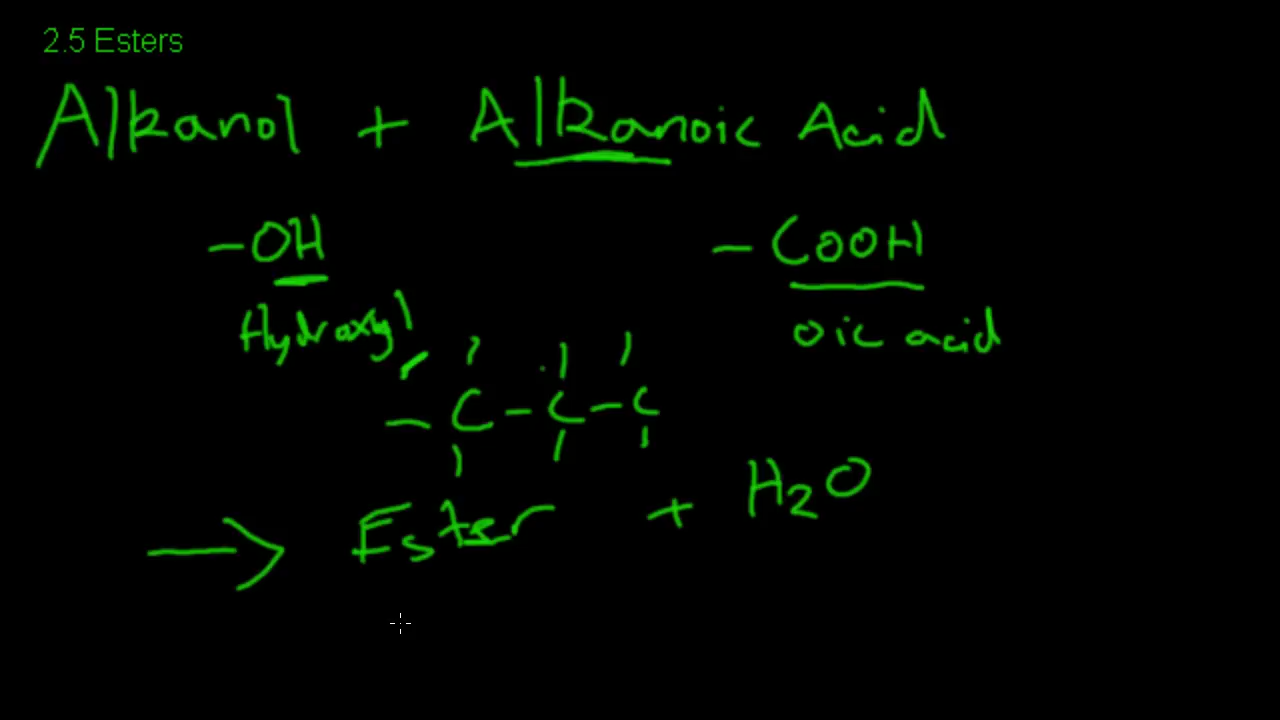 2.5 Esters
Alkanol + Alkanoic Acid
-OH -COOH
Hydroxyl oic acid
-C-C-C
→ Ester + H2O